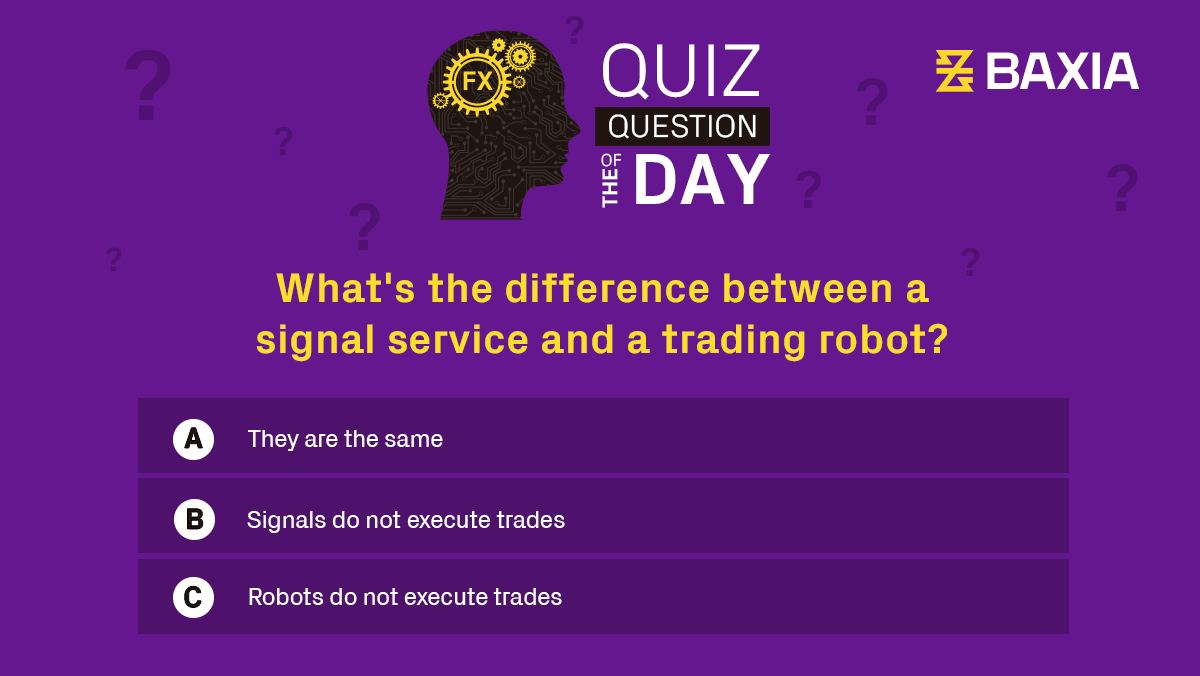 FX
QUIZ
QUESTION
OF THE DAY
BAXIA
What's the difference between a
signal service and a trading robot?
A They are the same
B Signals do not execute trades
C Robots do not execute trades